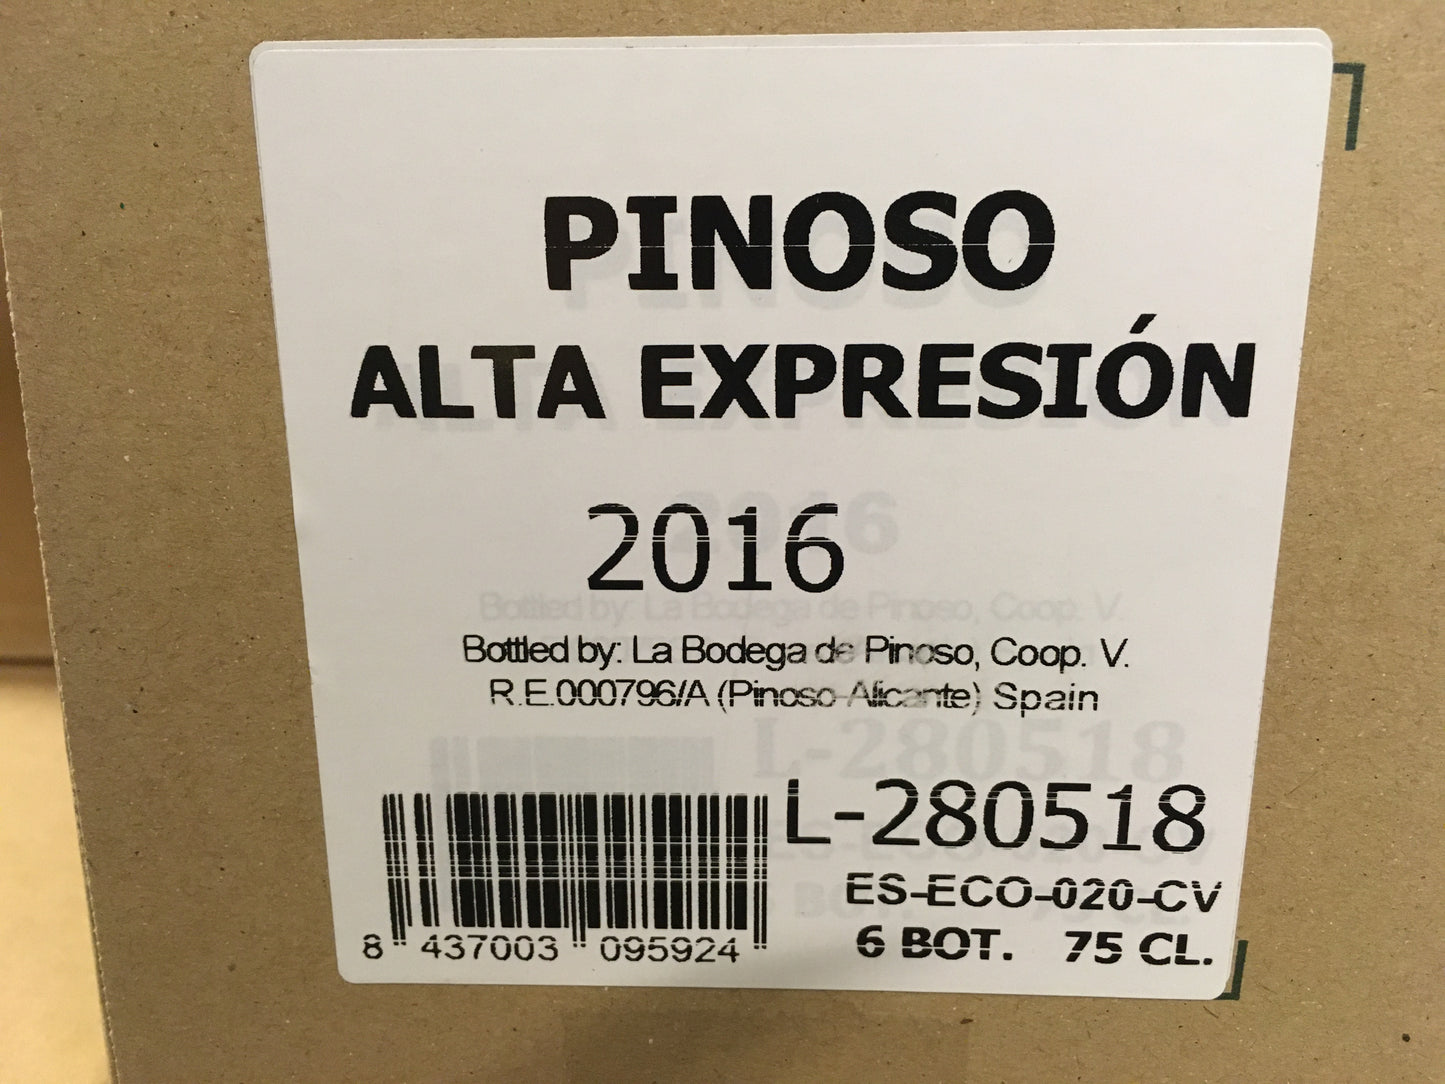 PINOSO
ALTA EXPRESIÓN
2016
Bottled by: La Bodega de Pinoso, Coop. V.
R.E.000796/A (Pinoso-Alicante) Spain
L-280518
ES-ECO-020-CV
6 BOT. 75 CL.
8 437003 095924